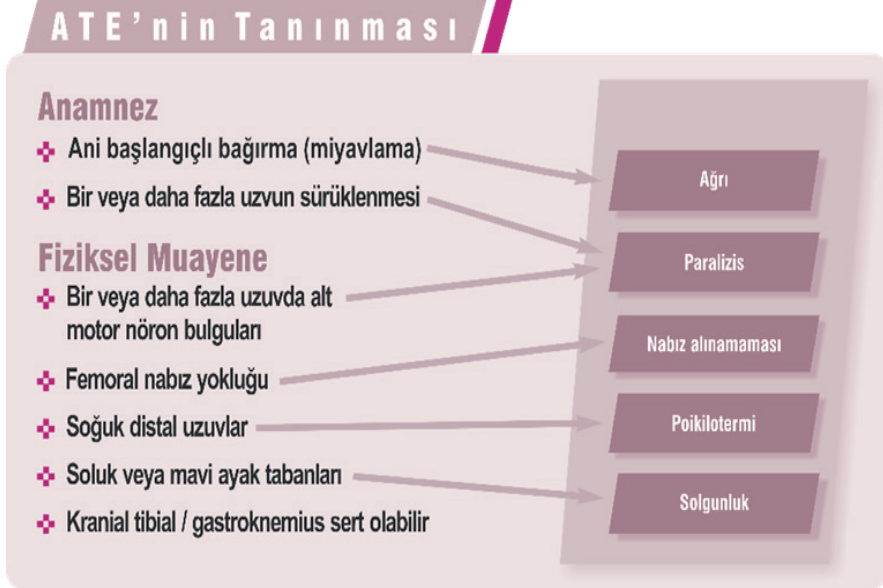 ATE'nin Tanınması
Anamnez
Ani başlangıçlı bağırma (miyavlama)
Bir veya daha fazla uzvun sürüklenmesi
Fiziksel Muayene
Bir veya daha fazla uzuvda alt
motor nöron bulguları
Femoral nabız yokluğu
Soğuk distal uzuvlar
Soluk veya mavi ayak tabanları
Kranial tibial / gastroknemius sert olabilir
Ağrı
Paralizis
Nabız alınamaması
Poikilotermi
Solgunluk